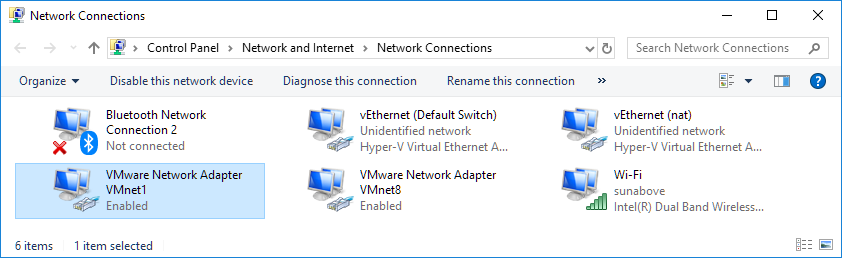 Network Connections
Control Panel > Network and Internet > Network Connections
Search Network Connections
Organize Disable this network device Diagnose this connection Rename this connection »
Bluetooth Network
Connection 2
Not connected
vEthernet (Default Switch)
Unidentified network
Hyper-V Virtual Ethernet A...
vEthernet (nat)
Unidentified network
Hyper-V Virtual Ethernet A...
VMware Network Adapter
VMnet1
Enabled
VMware Network Adapter
VMnet8
Enabled
Wi-Fi
sunabove
Intel(R) Dual Band Wireless...
6 items 1 item selected